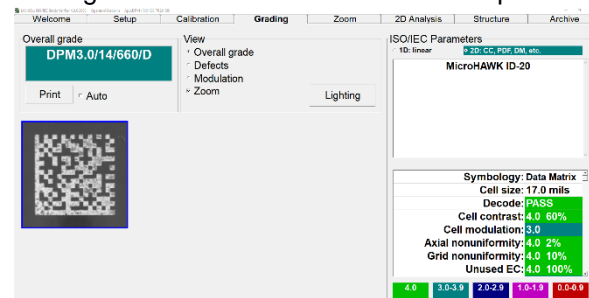 Welcome Setup Calibration Grading Zoom 2D Analysis Structure Archive
Overall grade
DPM3.0/14/660/D
Print Auto
View
Overall grade
Defects
Modulation
Zoom
Lighting
ISO/IEC Parameters
1D: linear 2D: CC, PDF, DM, etc.
MicroHAWK ID-20
Symbology: Data Matrix
Cell size: 17.0 mils
Decode: PASS
Cell contrast: 4.0 60%
Cell modulation: 3.0
Axial nonuniformity: 4.0 2%
Grid nonuniformity: 4.0 10%
Unused EC: 4.0 100%
4.0 3.0-3.9 2.0-2.9 1.0-1.9 0.0-0.9